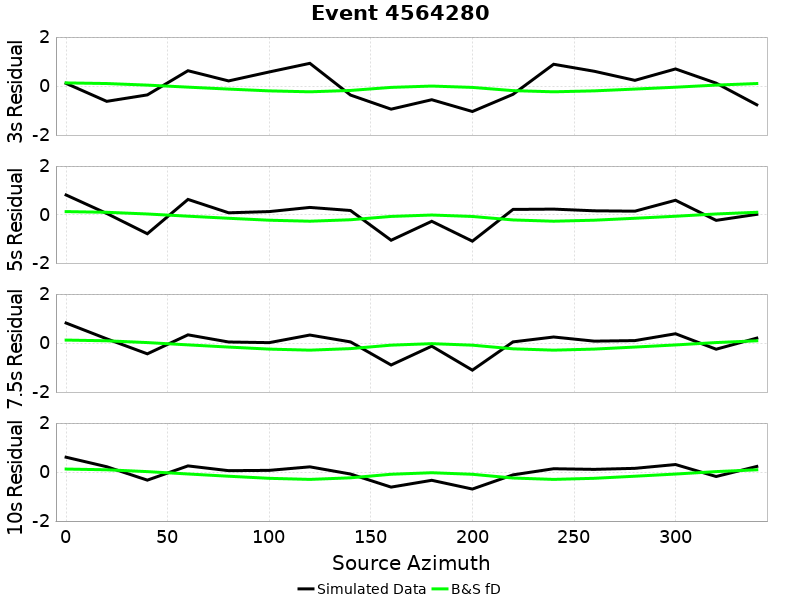 Event 4564280
3s Residual
2
0
-2
5s Residual
2
0
-2
7.5s Residual
2
0
-2
10s Residual
2
0
-2
0 50 100 150 200 250 300
Source Azimuth
Simulated Data B&S fD